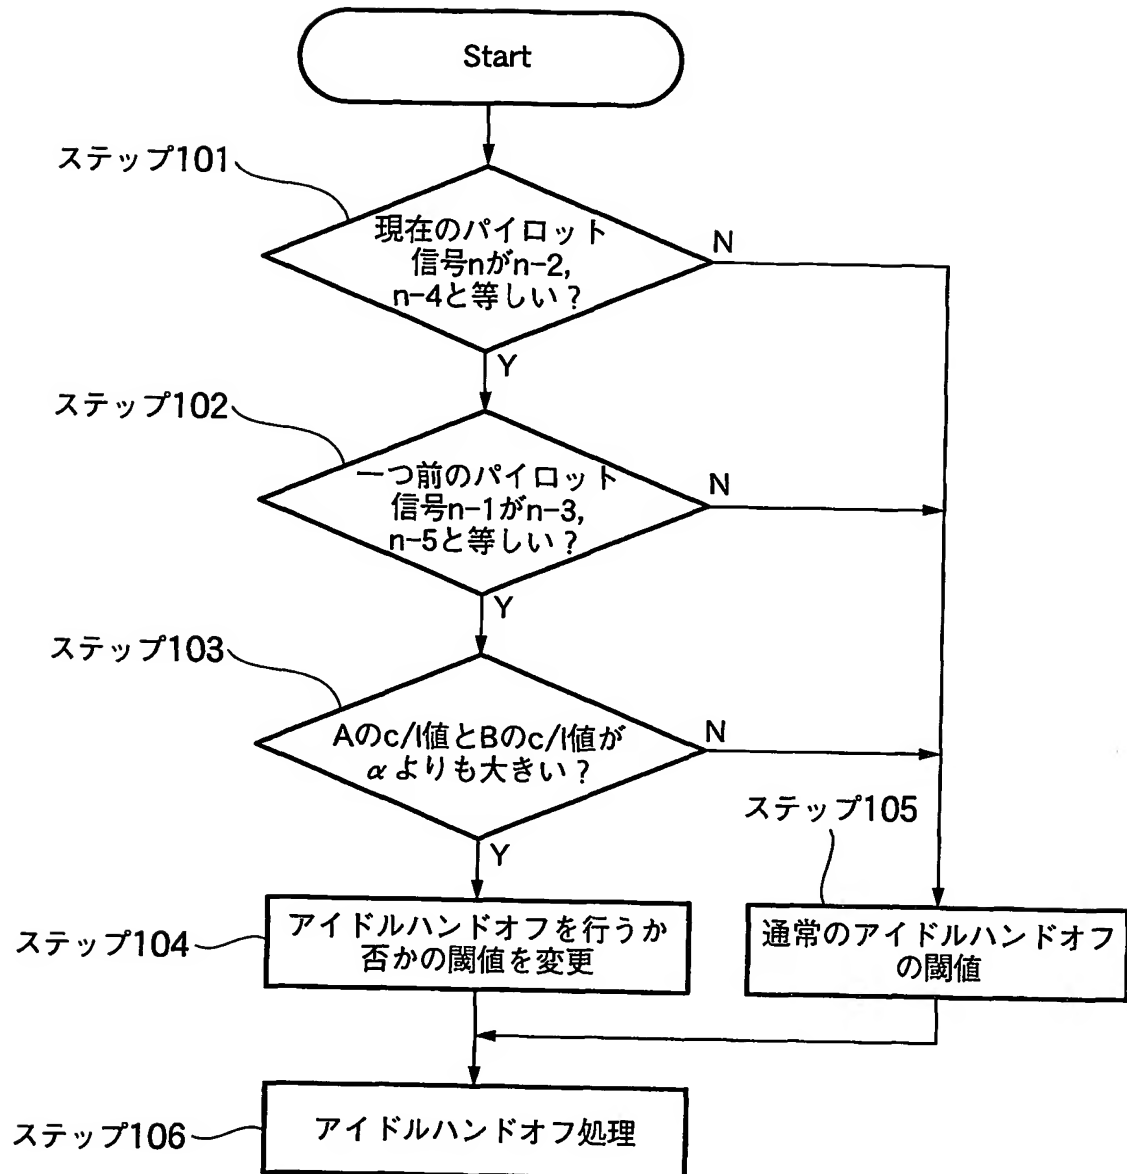 Start
ステップ101
現在のパイロット
信号nがn-2,
n-4と等しい?
N
Y
ステップ102
一つ前のパイロット
信号n-1がn-3,
n-5と等しい?
N
Y
ステップ103
Aのc/I値とBのc/I値が
αよりも大きい?
N
Y
ステップ105
ステップ104
アイドルハンドオフを行うか
否かの閾値を変更
通常のアイドルハンドオフ
の閾値
ステップ106
アイドルハンドオフ処理